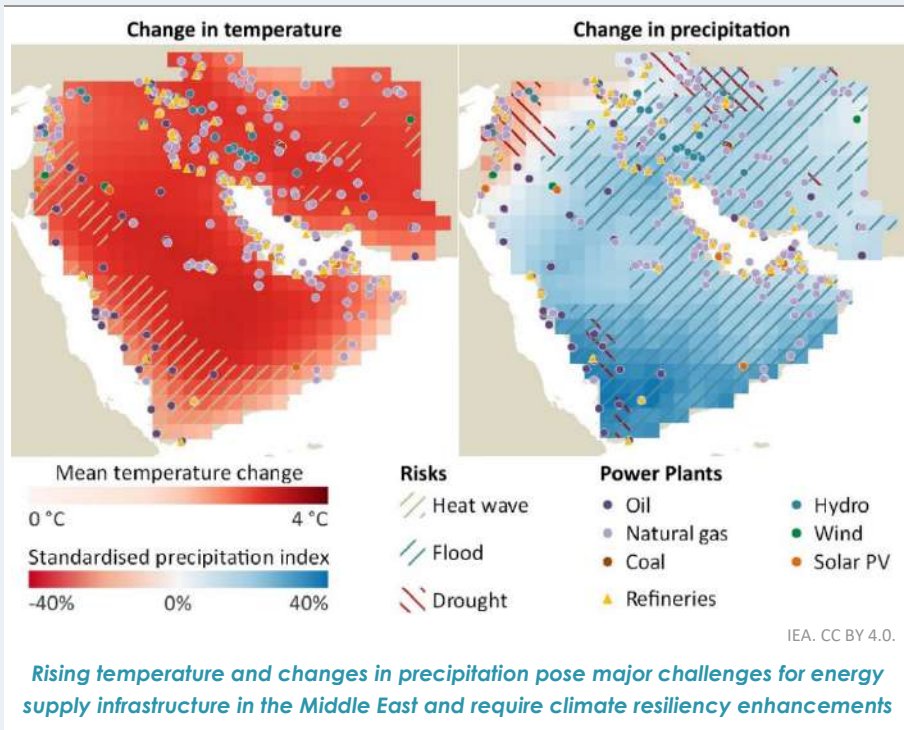 Change in temperature
Change in precipitation
Mean temperature change
0 °C
4 °C
Standardised precipitation index
-40%
0%
40%
Risks
Heat wave
Flood
Drought
Power Plants
Oil
Natural gas
Coal
Refineries
Hydro
Wind
Solar PV
IEA. CC BY 4.0.
Rising temperature and changes in precipitation pose major challenges for energy
supply infrastructure in the Middle East and require climate resiliency enhancements